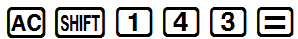 AC SHIFT 1 4 3 =